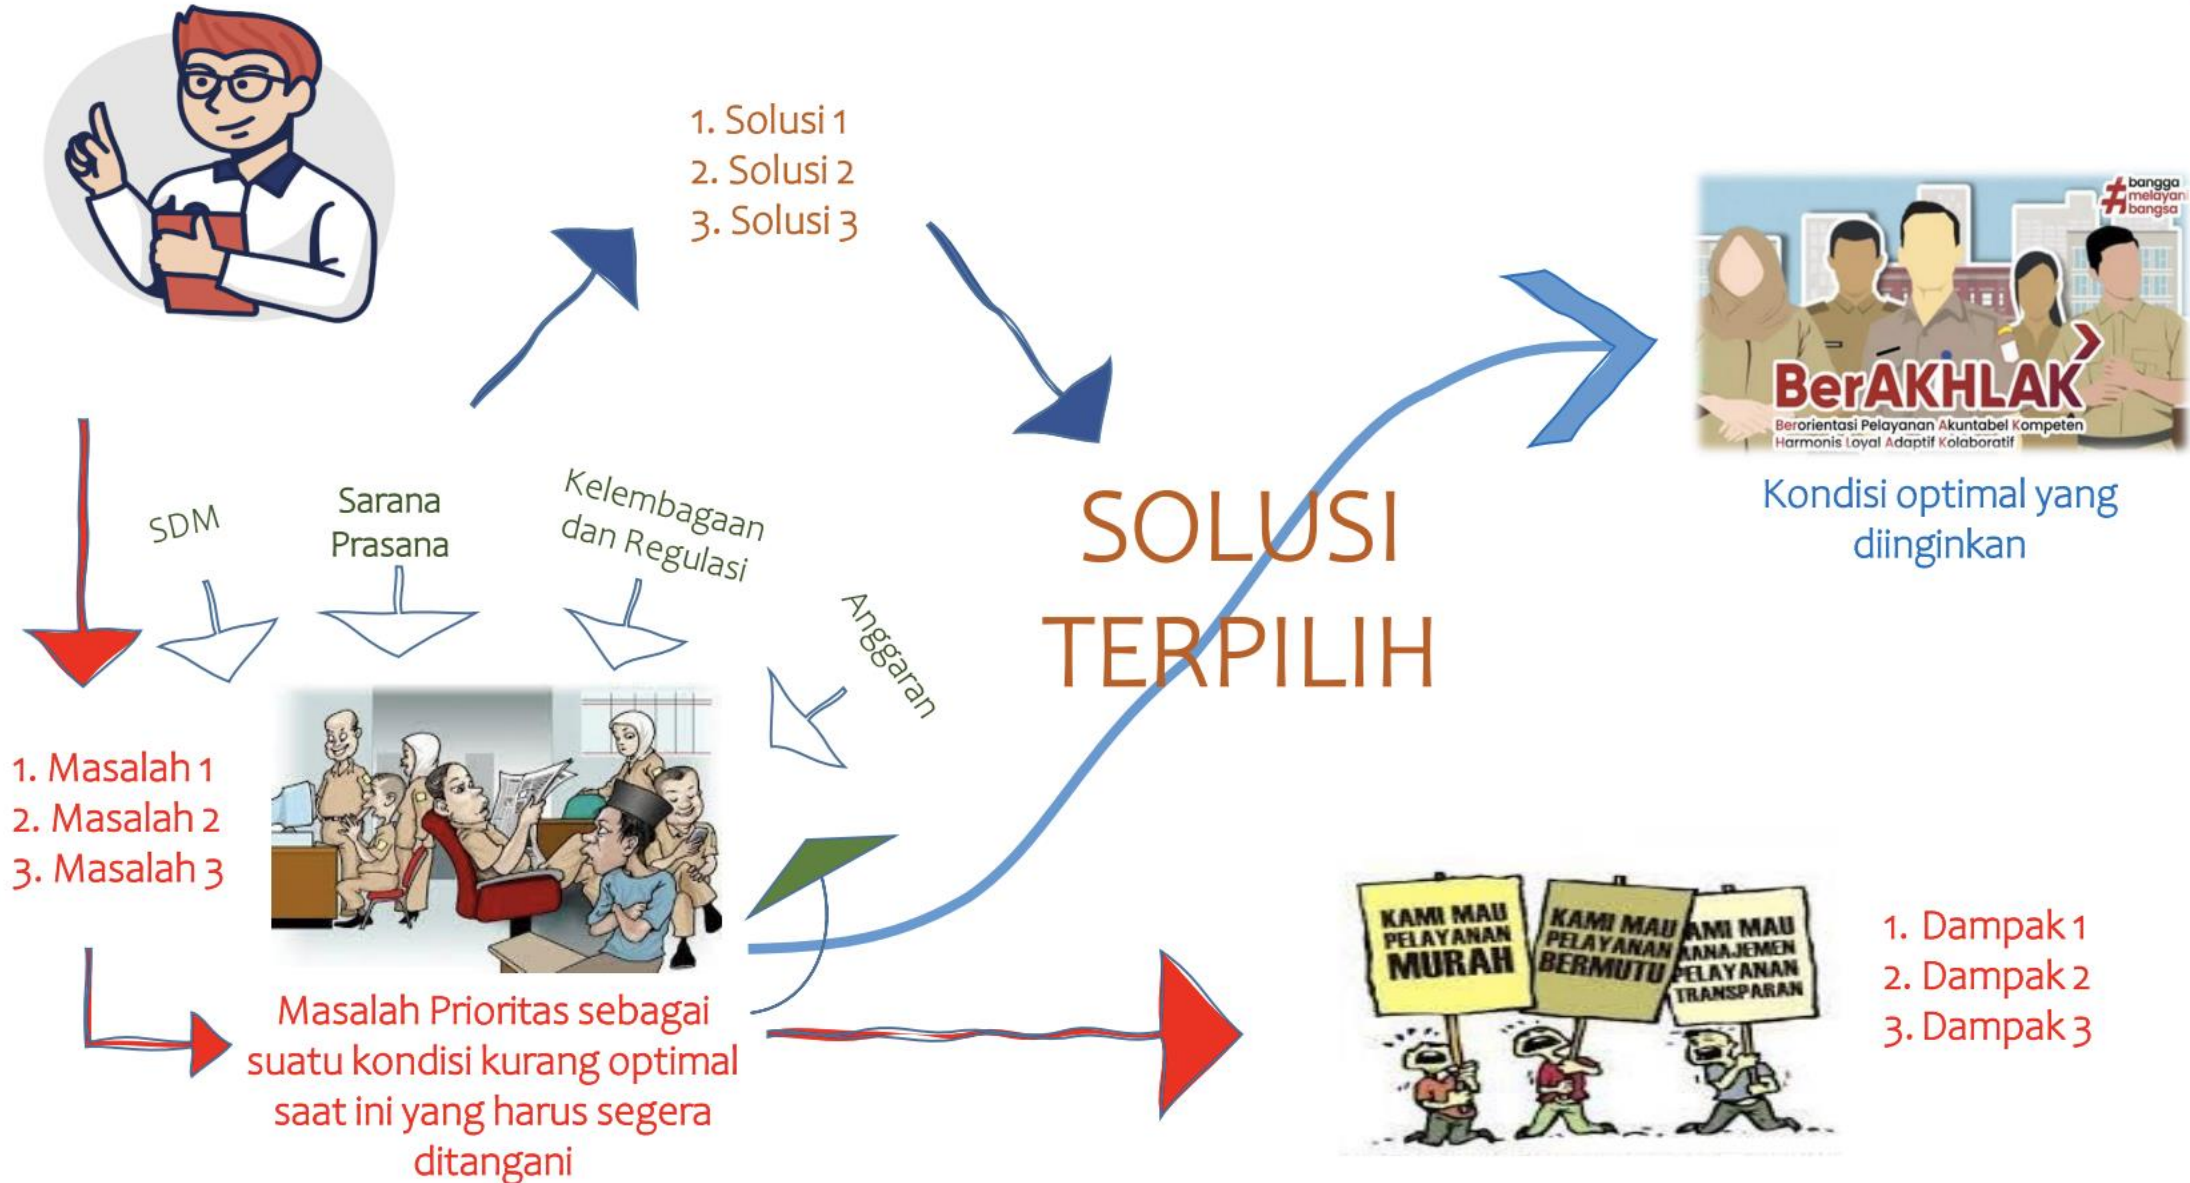 1. Solusi 1
2. Solusi 2
3. Solusi 3
# bangga
melayani
bangsa
BerAKHLAK
Berorientasi Pelayanan Akuntabel Kompeten
Harmonis Loyal Adaptif Kolaboratif
Kondisi optimal yang
diinginkan
SDM
Sarana
Prasana
Kelembagaan
dan Regulasi
Anggaran
SOLUSI
TERPILIH
1. Masalah 1
2. Masalah 2
3. Masalah 3
Masalah Prioritas sebagai
suatu kondisi kurang optimal
saat ini yang harus segera
ditangani
KAMI MAU
PELAYANAN
MURAH
KAMI MAU
PELAYANAN
BERMUTU
AMI MAU
MANAJEMEN
PELAYANAN
TRANSPARAN
1. Dampak 1
2. Dampak 2
3. Dampak 3